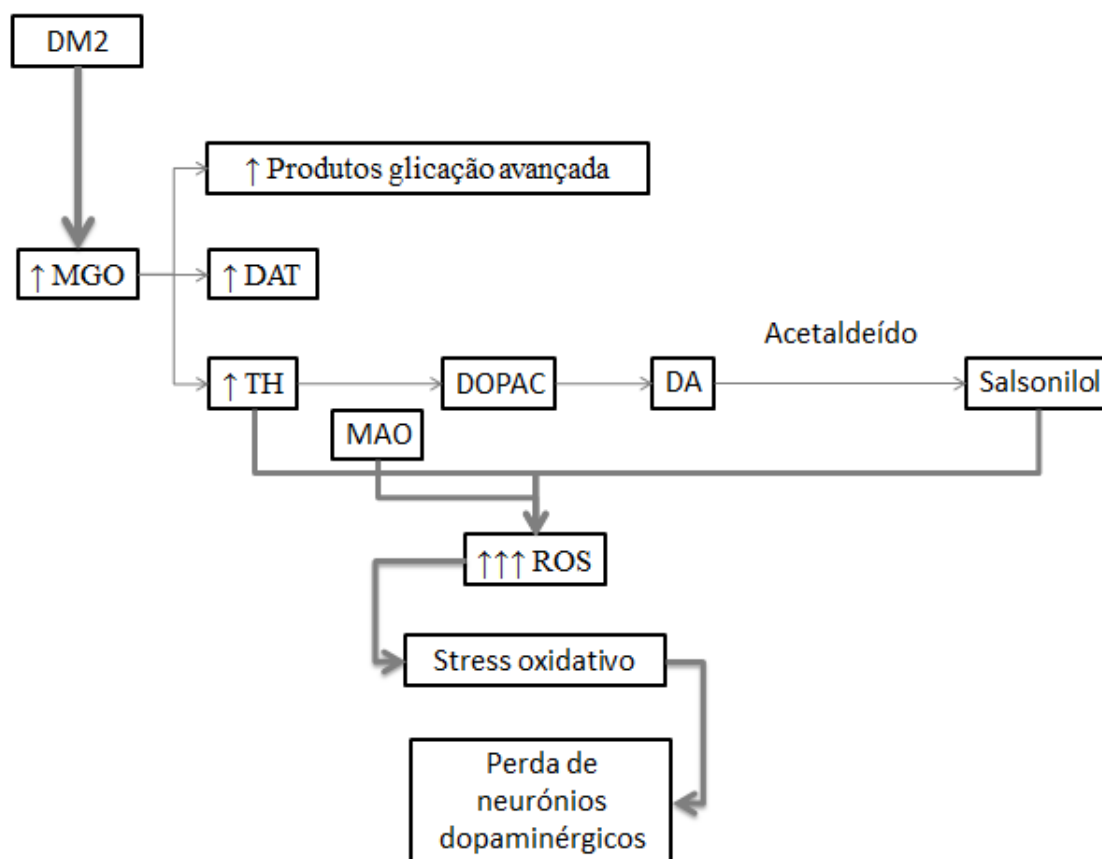 DM2
↑ Produtos glicação avançada
↑ MGO
↑ DAT
Acetaldeído
↑ TH
DOPAC
DA
Salsonilol
MAO
↑↑↑ ROS
Stress oxidativo
Perda de
neurónios
dopaminérgicos